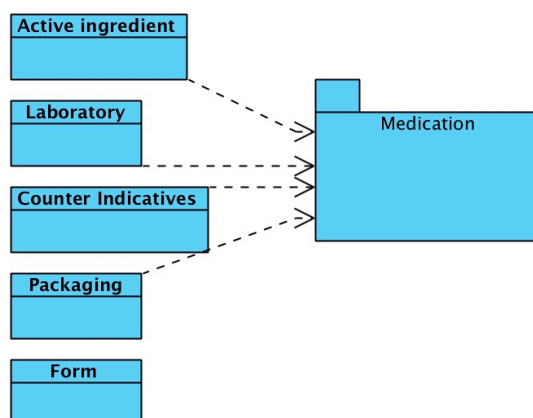 Active ingredient
Laboratory
Medication
Counter Indicatives
Packaging
Form